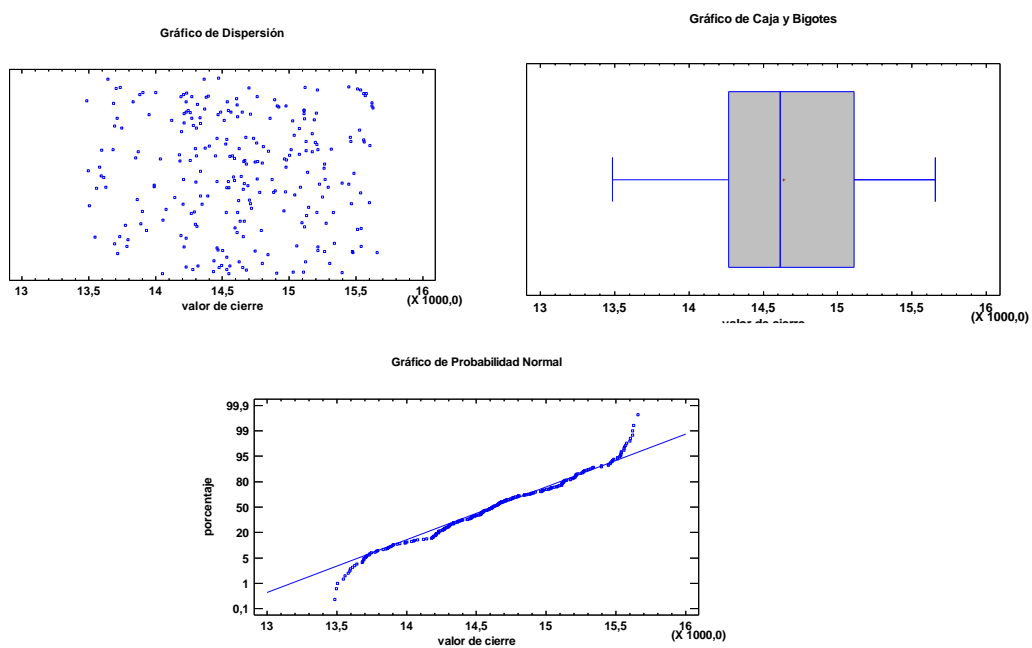 Gráfico de Dispersión
13 13,5 14 14,5 15 15,5 16
(X 1000,0)
valor de cierre
Gráfico de Caja y Bigotes
13 13,5 14 14,5 15 15,5 16
(X 1000,0)
valor de cierre
Gráfico de Probabilidad Normal
99,9
99
95
80
50
20
5
1
0,1
porcentaje
13 13,5 14 14,5 15 15,5 16
(X 1000,0)
valor de cierre